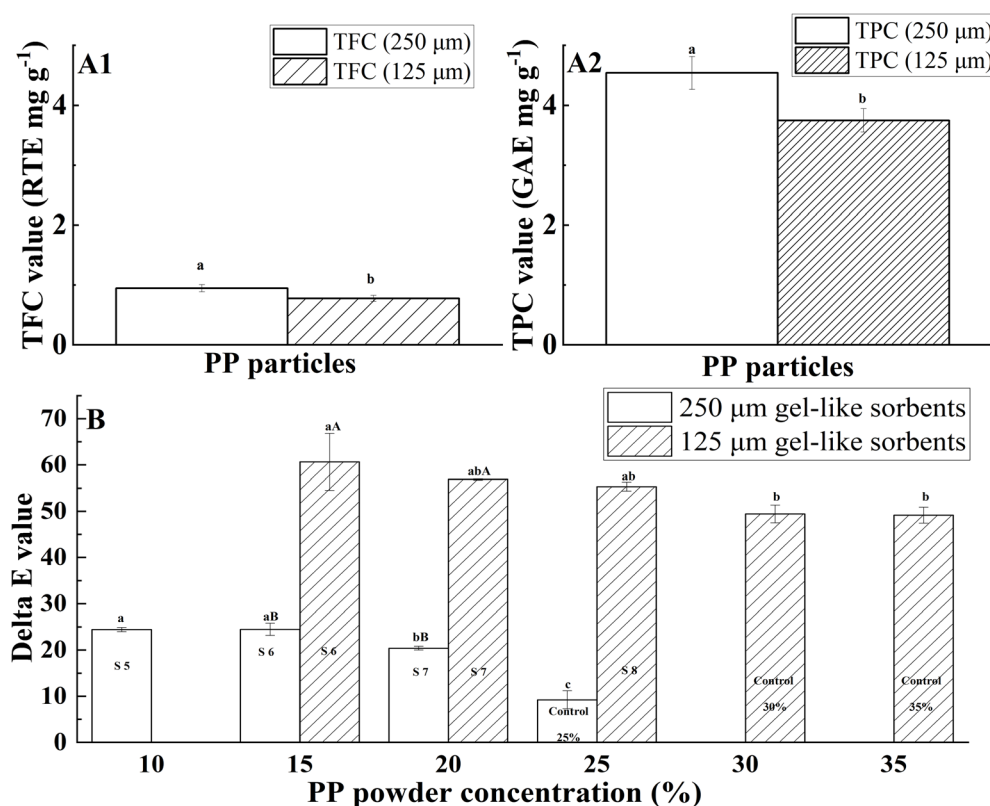 A1
TFC (250 μm)
TFC (125 μm)
TFC value (RTE mg g⁻¹)
4
2
0
a
b
PP particles
A2
TPC (250 μm)
TPC (125 μm)
TPC value (GAE mg g⁻¹)
4
2
0
a
b
PP particles
B
250 μm gel-like sorbents
125 μm gel-like sorbents
Delta E value
70
60
50
40
30
20
10
0
a
S 5
aB
S 6
aA
S 6
bB
S 7
abA
S 7
c
Control
25%
ab
S 8
b
Control
30%
b
Control
35%
10 15 20 25 30 35
PP powder concentration (%)